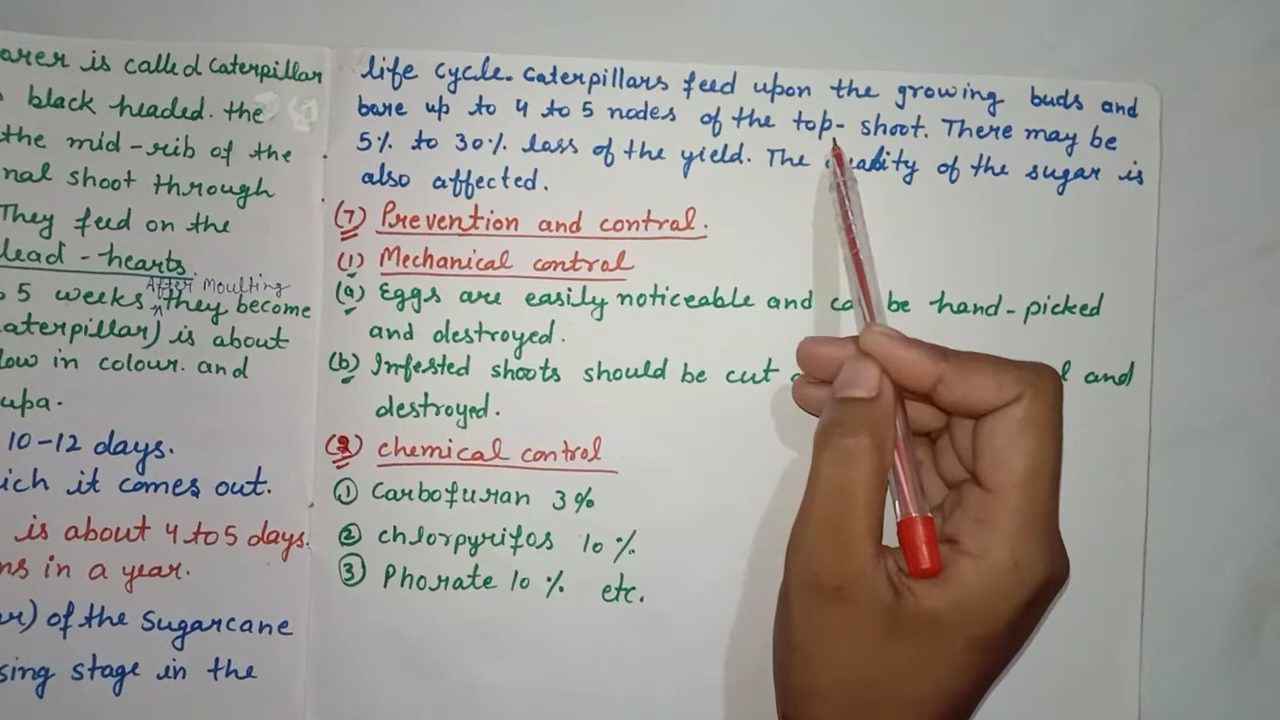 arer is called Caterpillar
black headed. the
the mid-rib of the
nal shoot through
They feed on the
lead-hearts.
After Moulting
5 weeks they become
aterpillar) is about
low in colour. and
upa.
10-12 days.
ich it comes out.
is about 4 to 5 days.
ns in a year.
ar) of the Sugarcane
sing stage in the
life cycle. Caterpillars feed upon the growing buds and
bare up to 4 to 5 nodes of the top- shoot. There may be
5% to 30% lass of the yield. The of the sugar is
also affected.
(7) Prevention and control.
(1) Mechanical control
(a) Eggs are easily noticeable and ca be hand-picked
and destroyed.
(b) Infested shoots should be cut and
destroyed.
(2) chemical control
① Carbofuran 3%
② chlorpyrifos 10%
③ Phorate 10% etc.